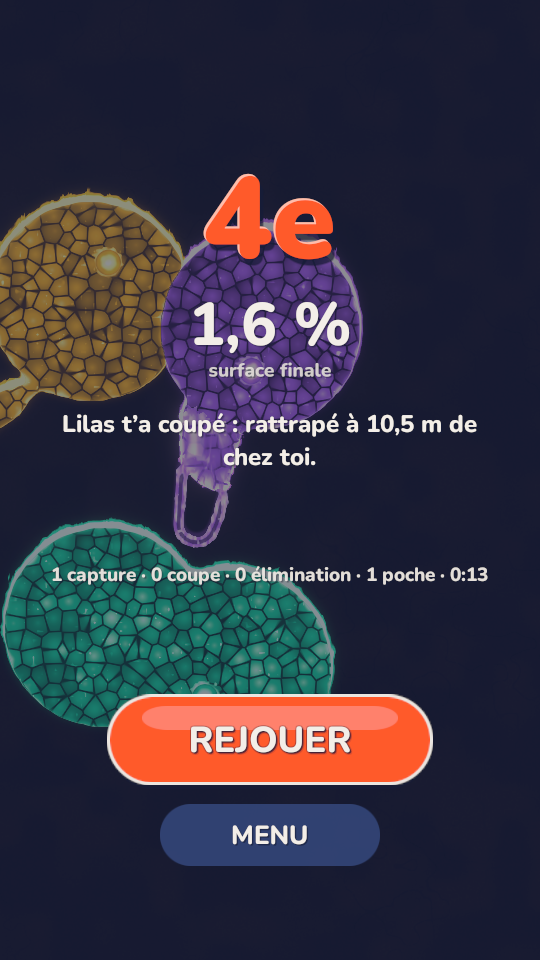 4e
1,6 %
surface finale
Lilas t’a coupé : rattrapé à 10,5 m de
chez toi.
1 capture · 0 coupe · 0 élimination · 1 poche · 0:13
REJOUER
MENU